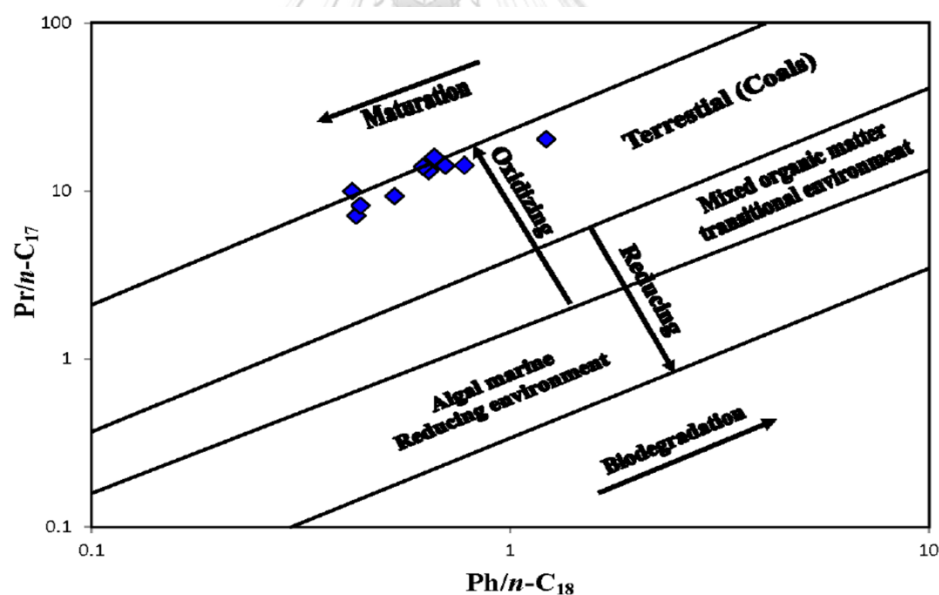 100
Terrestial (Coals)
Maturation
Oxidizing
Mixed organic matter
transitional environment
10
Reducing
Pr/n-C17
1
Algal marine
Reducing environment
Biodegradation
0.1
0.1
1
10
Ph/n-C18